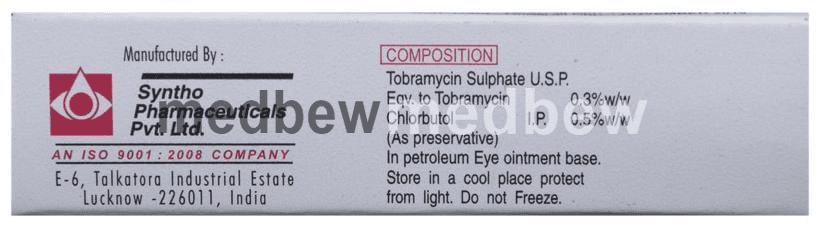 Manufactured By :
Syntho
Pharmaceuticals
Pvt. Ltd.
AN ISO 9001 : 2008 COMPANY
E-6, Talkatora Industrial Estate
Lucknow -226011, India
COMPOSITION
Tobramycin Sulphate U.S.P.
Eqv. to Tobramycin 0.3%w/w
Chlorbutol I.P. 0.5%w/w
(As preservative)
In petroleum Eye ointment base.
Store in a cool place protect
from light. Do not Freeze.
medbew medbew